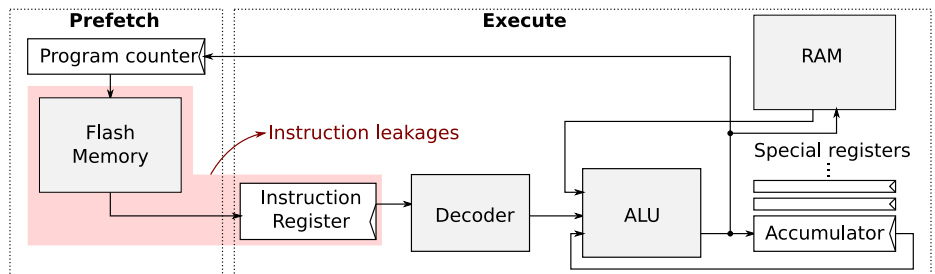 Prefetch
Execute
Program counter
RAM
Flash
Memory
Instruction leakages
Special registers
Instruction
Register
Decoder
ALU
Accumulator